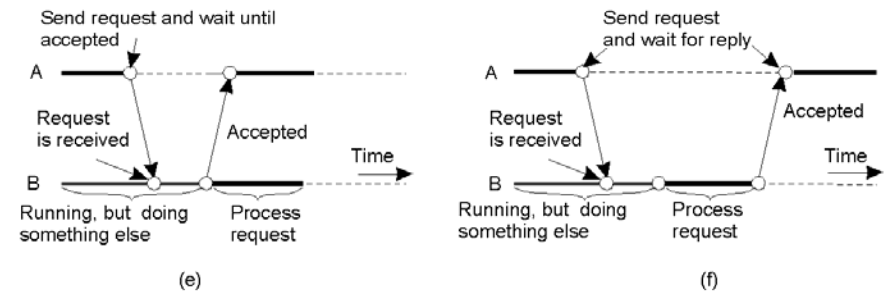 Send request and wait until
accepted
A
Request
is received
Accepted
Time
B
Running, but doing
something else
Process
request
(e)
Send request
and wait for reply
A
Request
is received
Accepted
Time
B
Running, but doing
something else
Process
request
(f)